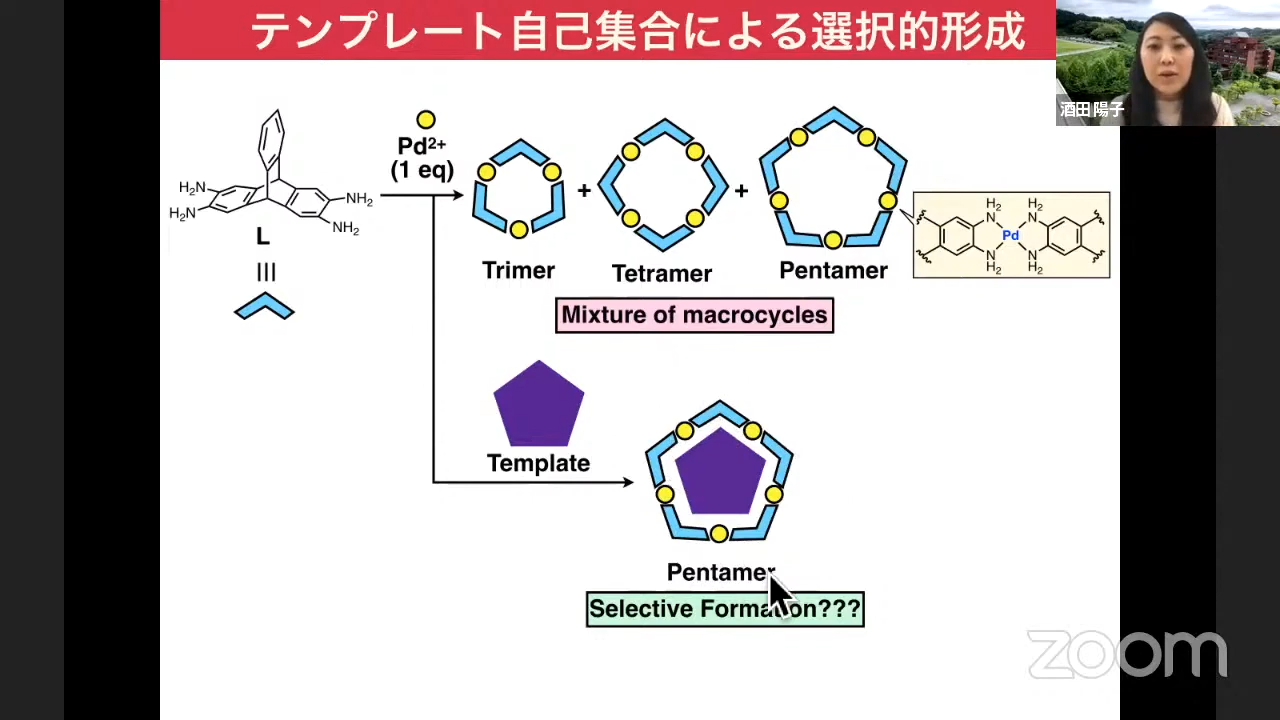 テンプレート自己集合による選択的形成
酒田 陽子
Pd²⁺
(1 eq)
H₂N
H₂N
NH₂
NH₂
L
+
+
Trimer
Tetramer
Pentamer
H₂
N
H₂
N
Pd
N
H₂
N
H₂
Mixture of macrocycles
Template
Pentamer
Selective Formation???
zoom